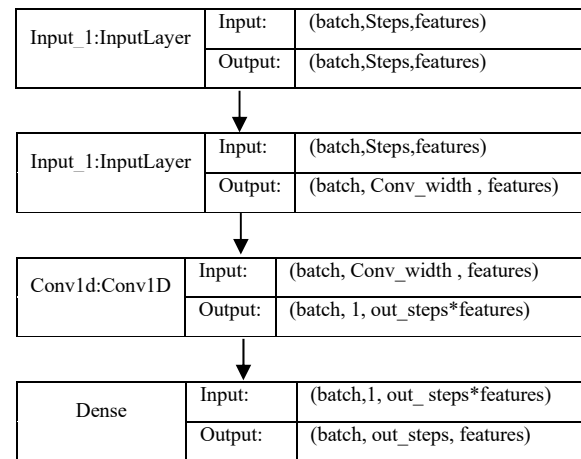 Input_1:InputLayer
Input: (batch,Steps,features)
Output: (batch,Steps,features)
Input_1:InputLayer
Input: (batch,Steps,features)
Output: (batch, Conv_width , features)
Conv1d:Conv1D
Input: (batch, Conv_width , features)
Output: (batch, 1, out_steps*features)
Dense
Input: (batch,1, out_ steps*features)
Output: (batch, out_steps, features)